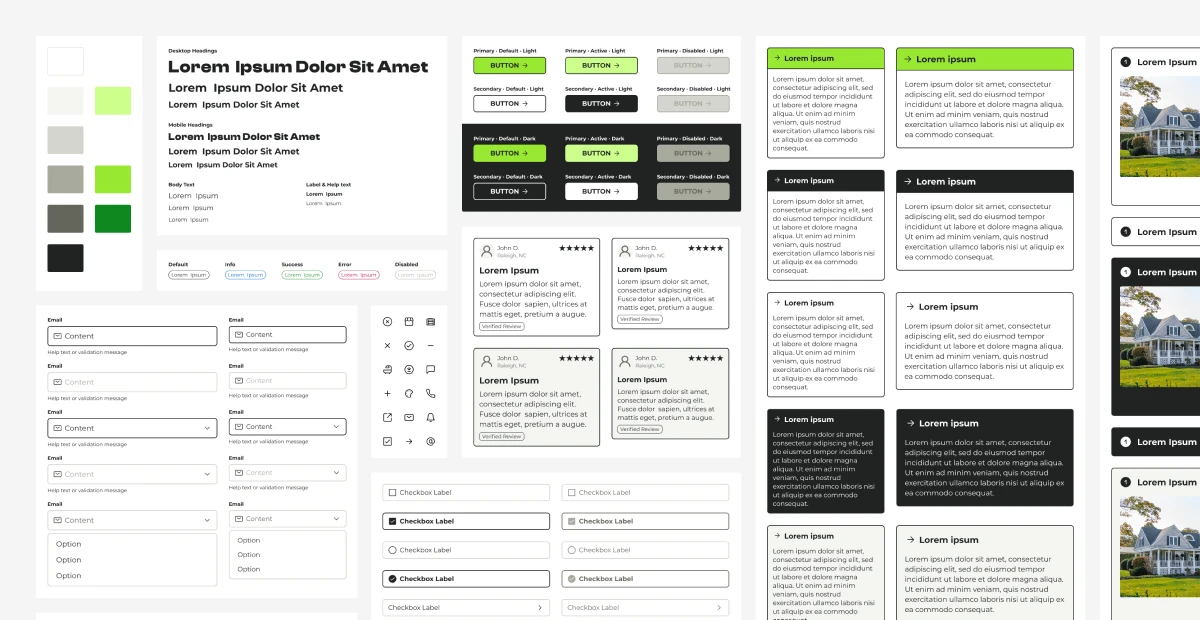 Desktop Headings
Lorem Ipsum Dolor Sit Amet
Lorem Ipsum Dolor Sit Amet
Lorem Ipsum Dolor Sit Amet
Mobile Headings
Lorem Ipsum Dolor Sit Amet
Lorem Ipsum Dolor Sit Amet
Lorem Ipsum Dolor Sit Amet
Body Text
Lorem Ipsum
Lorem Ipsum
Lorem Ipsum
Label & Help text
Lorem Ipsum
Lorem Ipsum
Default
Info
Success
Error
Disabled
Lorem Ipsum
Lorem Ipsum
Lorem Ipsum
Lorem Ipsum
Lorem Ipsum
Email
Content
Help text or validation message
Email
Content
Help text or validation message
Email
Content
Help text or validation message
Email
Content
Help text or validation message
Email
Content
Option
Option
Option
Email
Content
Help text or validation message
Email
Content
Help text or validation message
Email
Content
Help text or validation message
Email
Content
Help text or validation message
Email
Content
Option
Option
Option
Primary - Default - Light
Primary - Active - Light
Primary - Disabled - Light
BUTTON
BUTTON
BUTTON
Secondary - Default - Light
Secondary - Active - Light
Secondary - Disabled - Light
BUTTON
BUTTON
BUTTON
Primary - Default - Dark
Primary - Active - Dark
Primary - Disabled - Dark
BUTTON
BUTTON
BUTTON
Secondary - Default - Dark
Secondary - Active - Dark
Secondary - Disabled - Dark
BUTTON
BUTTON
BUTTON
John D.
Raleigh, NC
Lorem Ipsum
Lorem ipsum dolor sit amet,
consectetur adipiscing elit.
Fusce dolor sapien, ultrices at
mattis eget, pretium a augue.
Verified Review
John D.
Raleigh, NC
Lorem Ipsum
Lorem ipsum dolor sit amet,
consectetur adipiscing elit.
Fusce dolor sapien, ultrices at
mattis eget, pretium a augue.
Verified Review
John D.
Raleigh, NC
Lorem Ipsum
Lorem ipsum dolor sit amet,
consectetur adipiscing elit.
Fusce dolor sapien, ultrices at
mattis eget, pretium a augue.
Verified Review
John D.
Raleigh, NC
Lorem Ipsum
Lorem ipsum dolor sit amet,
consectetur adipiscing elit.
Fusce dolor sapien, ultrices at
mattis eget, pretium a augue.
Verified Review
Checkbox Label
Checkbox Label
Checkbox Label
Checkbox Label
Checkbox Label
Checkbox Label
Checkbox Label
Checkbox Label
Checkbox Label
Checkbox Label
Lorem ipsum
Lorem ipsum dolor sit amet,
consectetur adipiscing elit, sed
do eiusmod tempor incididunt
ut labore et dolore magna
aliqua. Ut enim ad minim
veniam, quis nostrud
exercitation ullamco laboris nisi
ut aliquip ex ea commodo
consequat.
Lorem ipsum
Lorem ipsum dolor sit amet, consectetur
adipiscing elit, sed do eiusmod tempor
incididunt ut labore et dolore magna aliqua.
Ut enim ad minim veniam, quis nostrud
exercitation ullamco laboris nisi ut aliquip ex
ea commodo consequat.
Lorem ipsum
Lorem ipsum dolor sit amet,
consectetur adipiscing elit, sed
do eiusmod tempor incididunt
ut labore et dolore magna
aliqua. Ut enim ad minim
veniam, quis nostrud
exercitation ullamco laboris nisi
ut aliquip ex ea commodo
consequat.
Lorem ipsum
Lorem ipsum dolor sit amet, consectetur
adipiscing elit, sed do eiusmod tempor
incididunt ut labore et dolore magna aliqua.
Ut enim ad minim veniam, quis nostrud
exercitation ullamco laboris nisi ut aliquip ex
ea commodo consequat.
Lorem ipsum
Lorem ipsum dolor sit amet,
consectetur adipiscing elit, sed
do eiusmod tempor incididunt
ut labore et dolore magna
aliqua. Ut enim ad minim
veniam, quis nostrud
exercitation ullamco laboris nisi
ut aliquip ex ea commodo
consequat.
Lorem ipsum
Lorem ipsum dolor sit amet, consectetur
adipiscing elit, sed do eiusmod tempor
incididunt ut labore et dolore magna aliqua.
Ut enim ad minim veniam, quis nostrud
exercitation ullamco laboris nisi ut aliquip ex
ea commodo consequat.
Lorem ipsum
Lorem ipsum dolor sit amet,
consectetur adipiscing elit, sed
do eiusmod tempor incididunt
ut labore et dolore magna
aliqua. Ut enim ad minim
veniam, quis nostrud
exercitation ullamco laboris nisi
ut aliquip ex ea commodo
consequat.
Lorem ipsum
Lorem ipsum dolor sit amet, consectetur
adipiscing elit, sed do eiusmod tempor
incididunt ut labore et dolore magna aliqua.
Ut enim ad minim veniam, quis nostrud
exercitation ullamco laboris nisi ut aliquip ex
ea commodo consequat.
Lorem ipsum
Lorem ipsum dolor sit amet,
consectetur adipiscing elit, sed
do eiusmod tempor incididunt
ut labore et dolore magna
aliqua. Ut enim ad minim
veniam, quis nostrud
exercitation ullamco laboris nisi
Lorem ipsum
Lorem ipsum dolor sit amet, consectetur
adipiscing elit, sed do eiusmod tempor
incididunt ut labore et dolore magna aliqua.
Ut enim ad minim veniam, quis nostrud
exercitation ullamco laboris nisi ut aliquip ex
ea commodo consequat.
1 Lorem Ipsum
1 Lorem Ipsum
1 Lorem Ipsum
1 Lorem Ipsum
1 Lorem Ipsum